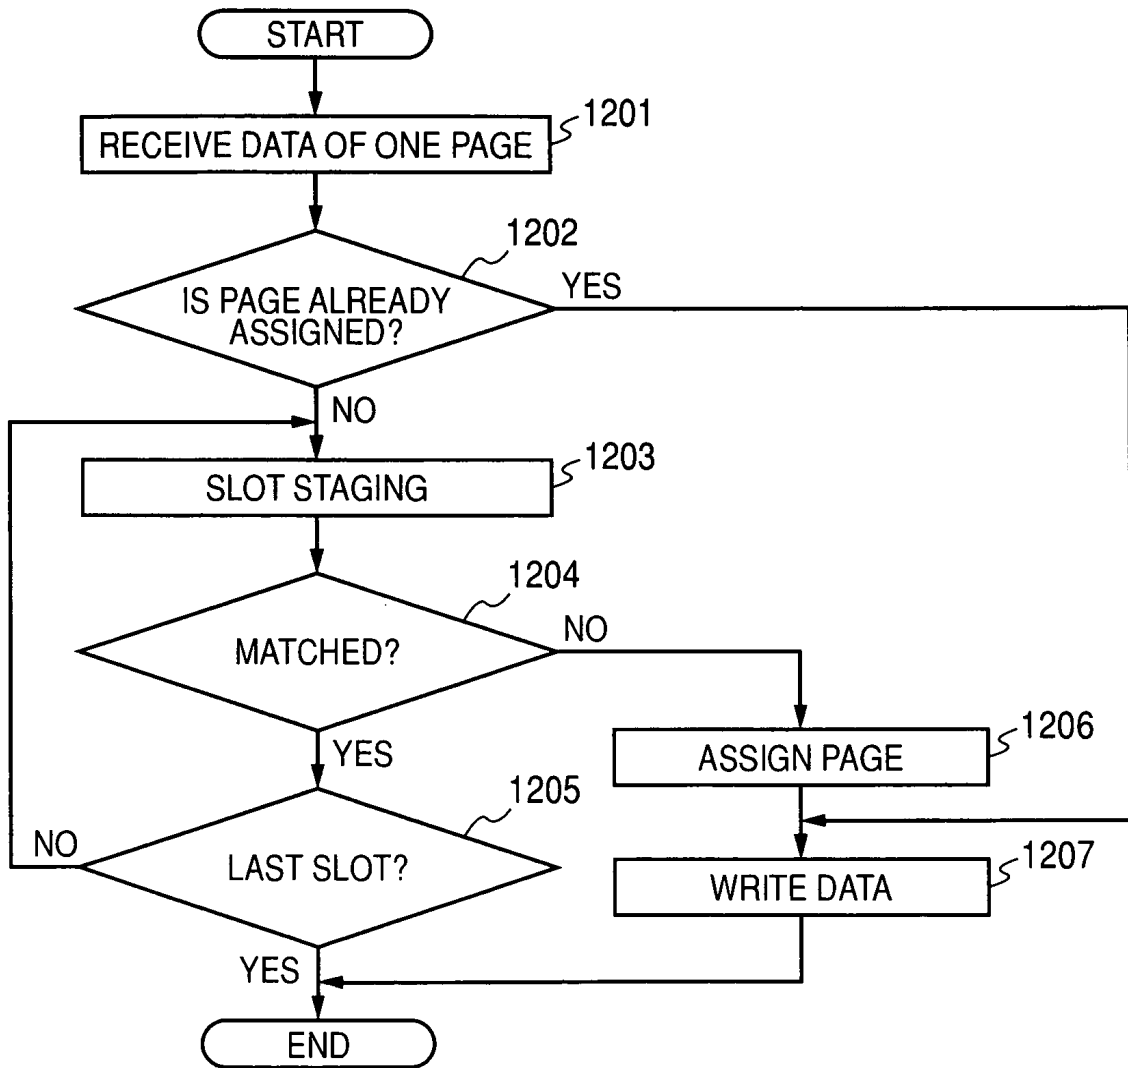 START
1201
RECEIVE DATA OF ONE PAGE
1202
IS PAGE ALREADY
ASSIGNED?
YES
NO
1203
SLOT STAGING
1204
MATCHED?
NO
YES
1206
ASSIGN PAGE
1205
LAST SLOT?
NO
1207
WRITE DATA
YES
END